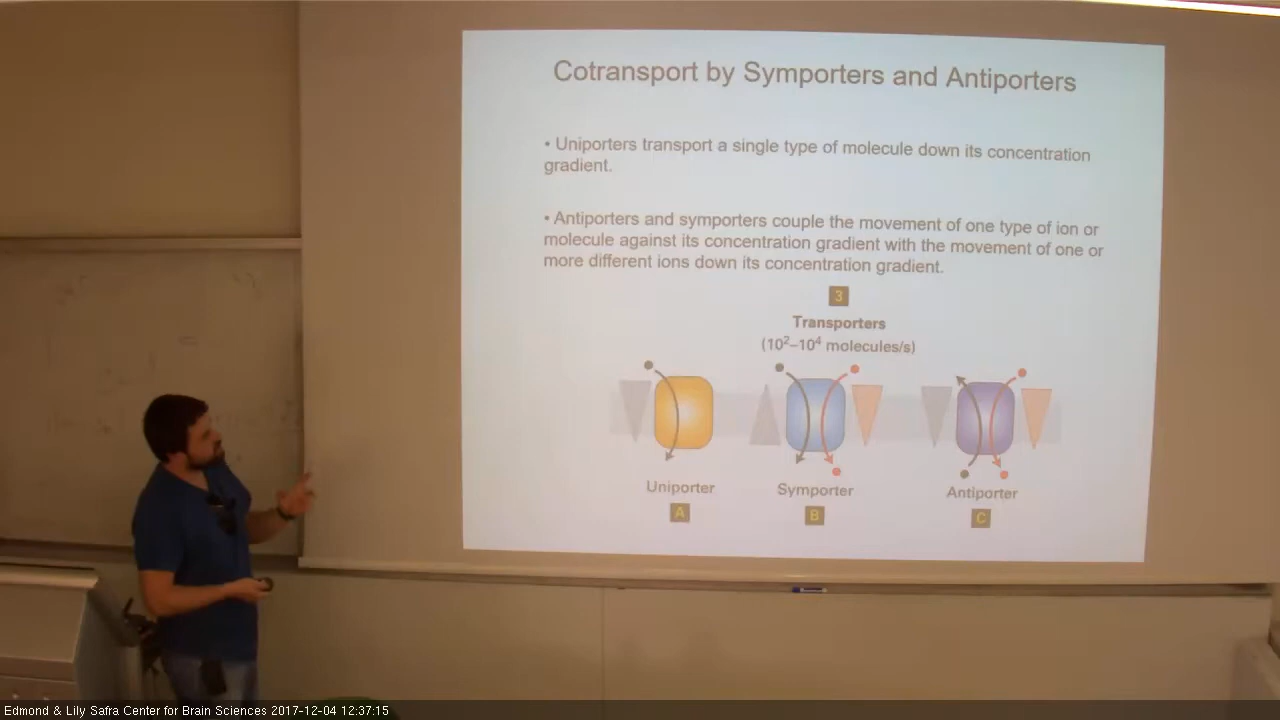 Cotransport by Symporters and Antiporters
• Uniporters transport a single type of molecule down its concentration
gradient.
• Antiporters and symporters couple the movement of one type of ion or
molecule against its concentration gradient with the movement of one or
more different ions down its concentration gradient.
3
Transporters
(10²–10⁴ molecules/s)
Uniporter
Symporter
Antiporter
A
B
C
Edmond & Lily Safra Center for Brain Sciences 2017-12-04 12:37:15